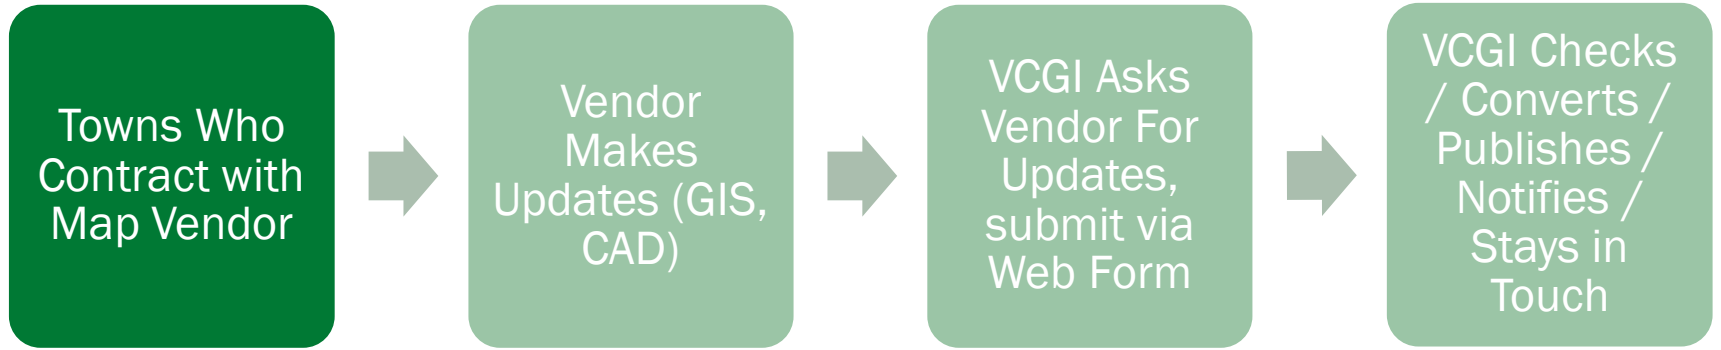 Towns Who
Contract with
Map Vendor
Vendor
Makes
Updates (GIS,
CAD)
VCGI Asks
Vendor For
Updates,
submit via
Web Form
VCGI Checks
/ Converts /
Publishes /
Notifies /
Stays in
Touch